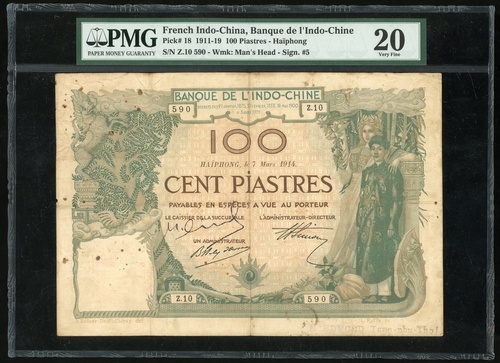 PMG
PAPER MONEY GUARANTY
French Indo-China, Banque de l'Indo-Chine
Pick# 18 1911-19 100 Piastres - Haïphong
S/N Z.10 590 - Wmk: Man's Head - Sign. #5
20
Very Fine
BANQUE DE L'INDO-CHINE
590
Z.10
100
HAÏPHONG, le 7 Mars 1914.
CENT PIASTRES
PAYABLES EN ESPÈCES A VUE AU PORTEUR
LE CAISSIER DE LA SUCCURSALE
L'ADMINISTRATEUR-DIRECTEUR
UN ADMINISTRATEUR
Z.10
590